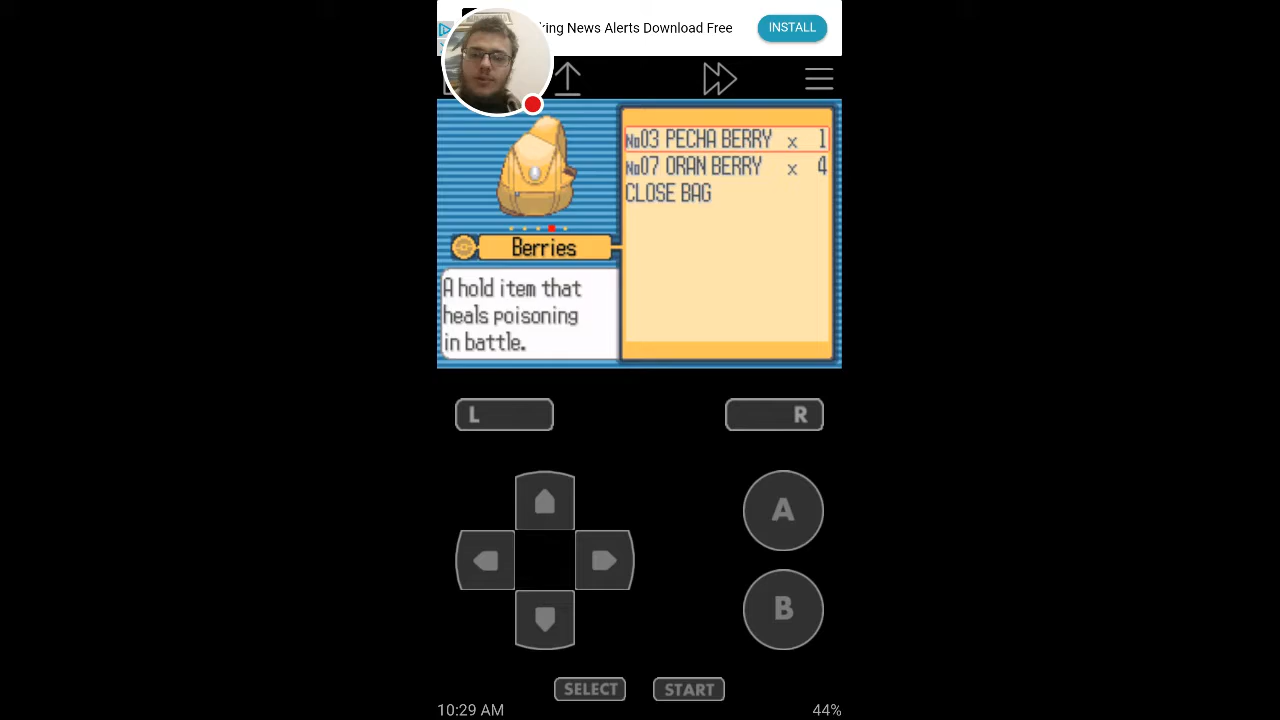 king News Alerts Download Free
INSTALL
No03 PECHA BERRY x 1
No07 ORAN BERRY x 4
CLOSE BAG
Berries
A hold item that
heals poisoning
in battle.
L
R
A
B
SELECT
START
10:29 AM
44%